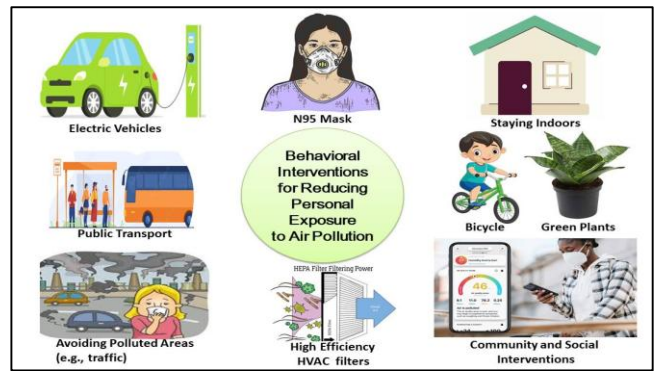 Electric Vehicles
N95 Mask
Staying Indoors
Behavioral
Interventions
for Reducing
Personal
Exposure
to Air Pollution
Public Transport
Bicycle
Green Plants
Avoiding Polluted Areas
(e.g., traffic)
HEPA Filter Filtering Power
High Efficiency
HVAC filters
46
Community and Social
Interventions